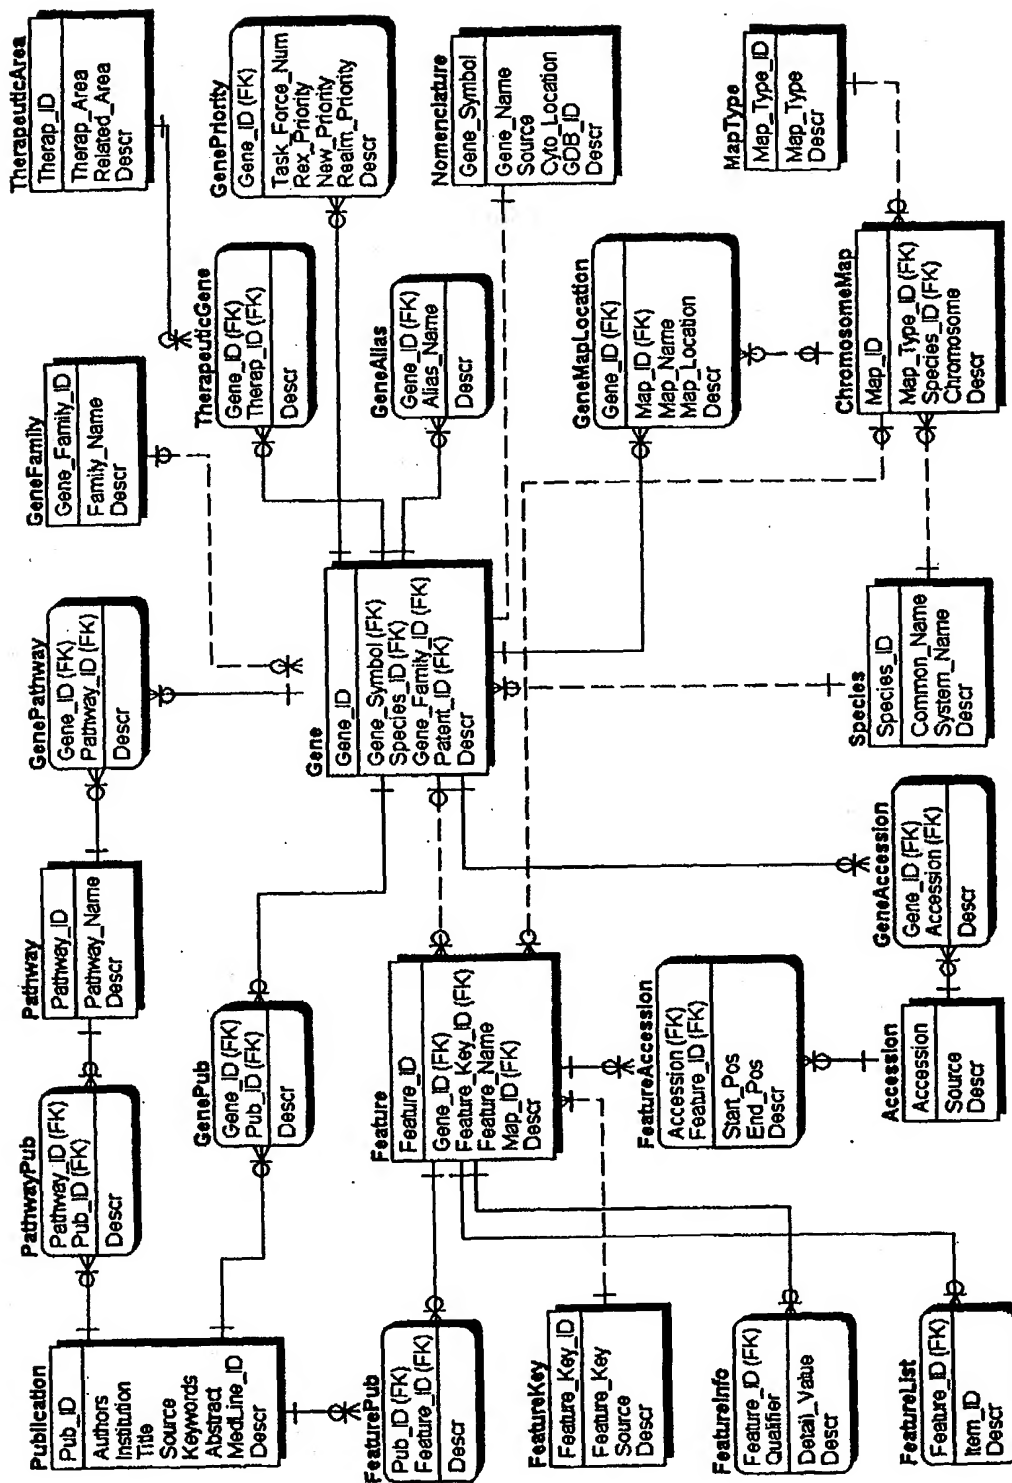 Publication
Pub_ID
Authors
Institution
Title
Source
Keywords
Abstract
MedLine_ID
Descr
PathwayPub
Pathway_ID (FK)
Pub_ID (FK)
Descr
Pathway
Pathway_ID
Pathway_Name
Descr
GenePathway
Gene_ID (FK)
Pathway_ID (FK)
Descr
GeneFamily
Gene_Family_ID
Family_Name
Descr
TherapeuticArea
Therap_ID
Therap_Area
Related_Area
Descr
FeaturePub
Pub_ID (FK)
Feature_ID (FK)
Descr
GenePub
Gene_ID (FK)
Pub_ID (FK)
Descr
Gene
Gene_ID
Gene_Symbol (FK)
Species_ID (FK)
Gene_Family_ID (FK)
Patent_ID (FK)
Descr
TherapeuticGene
Gene_ID (FK)
Therap_ID (FK)
Descr
GenePriority
Gene_ID (FK)
Task_Force_Num
Rex_Priority
New_Priority
Realm_Priority
Descr
FeatureKey
Feature_Key_ID
Feature_Key
Source
Descr
Feature
Feature_ID
Gene_ID (FK)
Feature_Key_ID (FK)
Feature_Name
Map_ID (FK)
Descr
GeneAlias
Gene_ID (FK)
Alias_Name
Descr
Nomenclature
Gene_Symbol
Gene_Name
Source
Cyto_Location
GDB_ID
Descr
FeatureInfo
Feature_ID (FK)
Qualifier
Detail_Value
Descr
FeatureAccession
Accession (FK)
Feature_ID (FK)
Start_Pos
End_Pos
Descr
GeneMapLocation
Gene_ID (FK)
Map_ID (FK)
Map_Name
Map_Location
Descr
MapType
Map_Type_ID
Map_Type
Descr
FeatureList
Feature_ID (FK)
Item_ID
Descr
Accession
Accession
Source
Descr
GeneAccession
Gene_ID (FK)
Accession (FK)
Descr
Species
Species_ID
Common_Name
System_Name
Descr
ChromosomeMap
Map_ID
Map_Type_ID (FK)
Species_ID (FK)
Chromosome
Descr